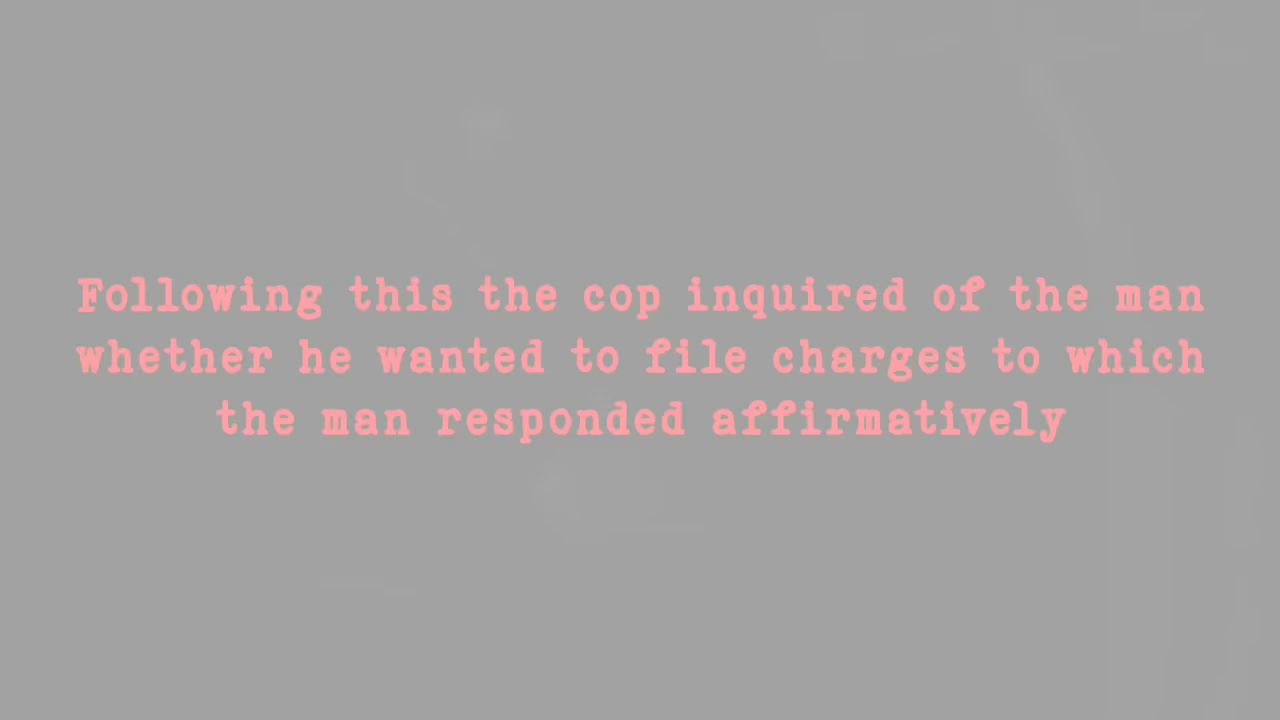 Following this the cop inquired of the man
whether he wanted to file charges to which
the man responded affirmatively